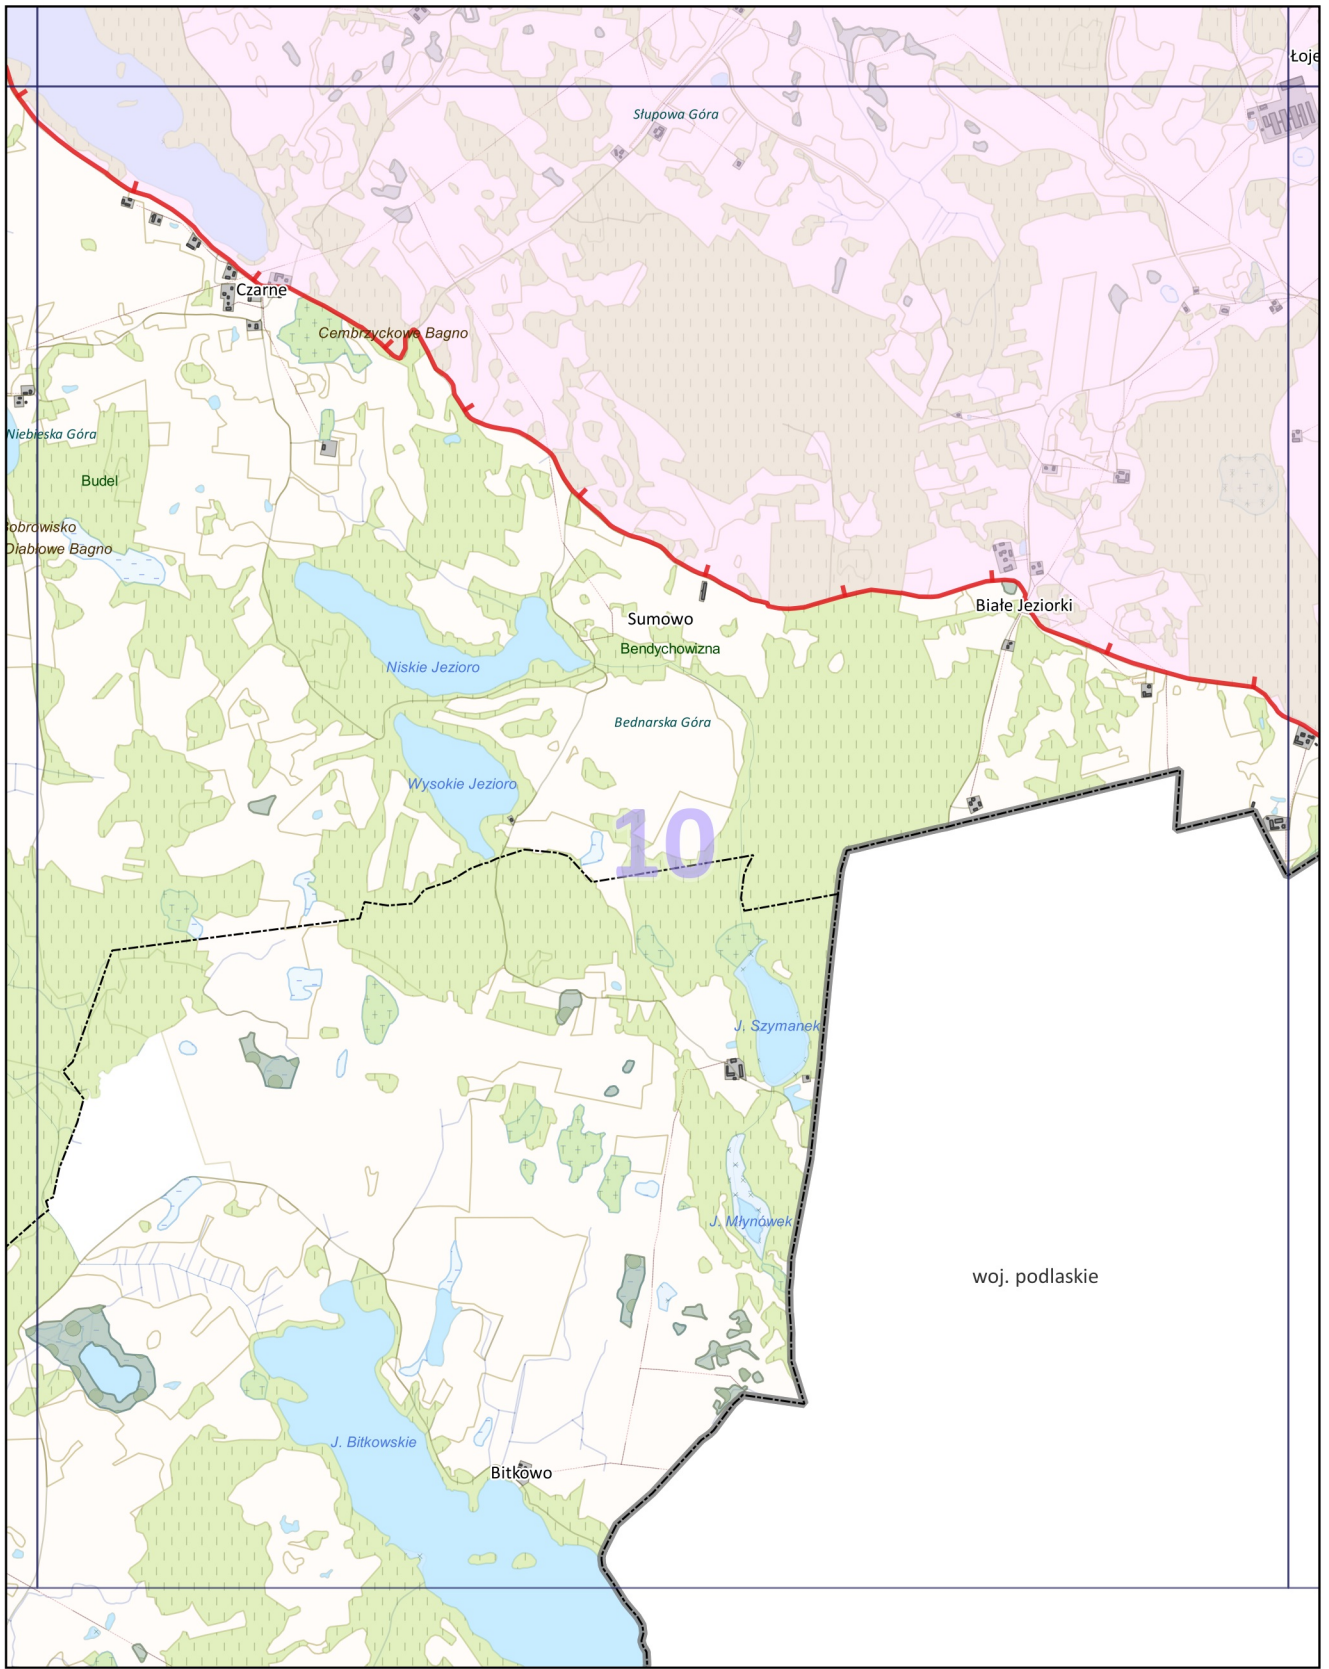 Łoje
Słupowa Góra
Czarne
Cembrzyckowe Bagno
Niebieska Góra
Budel
Bobrowisko
Diabłowe Bagno
Białe Jeziorki
Sumowo
Bendychowizna
Niskie Jezioro
Bednarska Góra
Wysokie Jezioro
10
J. Szymanek
J. Młynówek
woj. podlaskie
J. Bitkowskie
Bitkowo